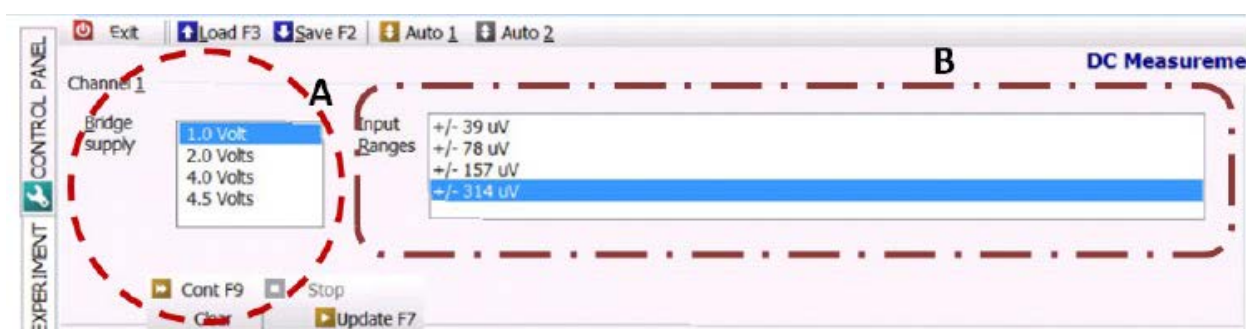 Exit Load F3 Save F2 Auto 1 Auto 2
DC Measureme
CONTROL PANEL
EXPERIMENT
Channel 1
A
B
Bridge
supply
1.0 Volt
2.0 Volts
4.0 Volts
4.5 Volts
Input
Ranges
+/- 39 uV
+/- 78 uV
+/- 157 uV
+/- 314 uV
Cont F9 Stop
Clear Update F7